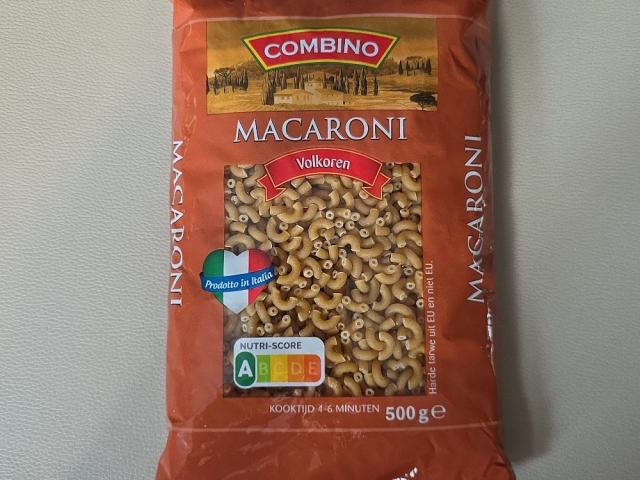 COMBINO
MACARONI
Volkoren
MACARONI
MACARONI
Prodotto in Italia
NUTRI-SCORE
A B C D E
Harde tarwe uit EU en niet EU.
KOOKTIJD 4-6 MINUTEN 500 g e